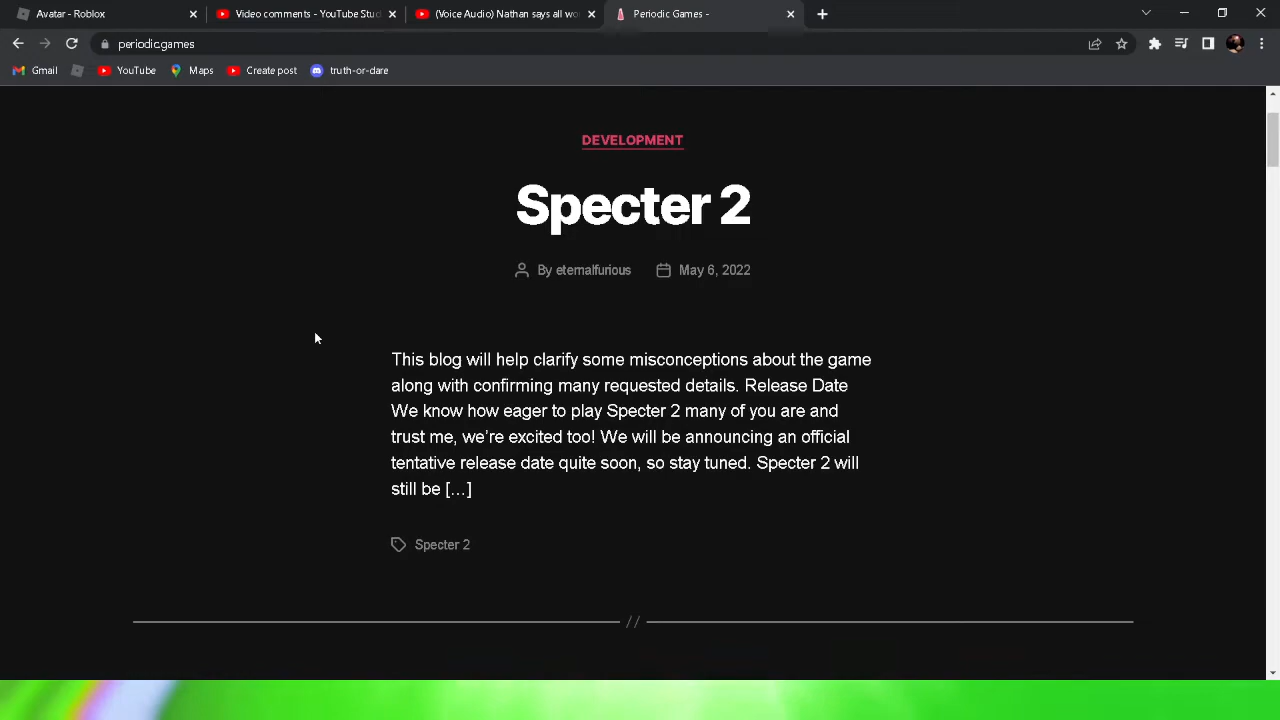 Avatar - Roblox
Video comments - YouTube Stud
(Voice Audio) Nathan says all wo
Periodic Games -
periodic.games
Gmail
YouTube
Maps
Create post
truth-or-dare
DEVELOPMENT
Specter 2
By eternalfurious
May 6, 2022
This blog will help clarify some misconceptions about the game
along with confirming many requested details. Release Date
We know how eager to play Specter 2 many of you are and
trust me, we're excited too! We will be announcing an official
tentative release date quite soon, so stay tuned. Specter 2 will
still be […]
Specter 2
//